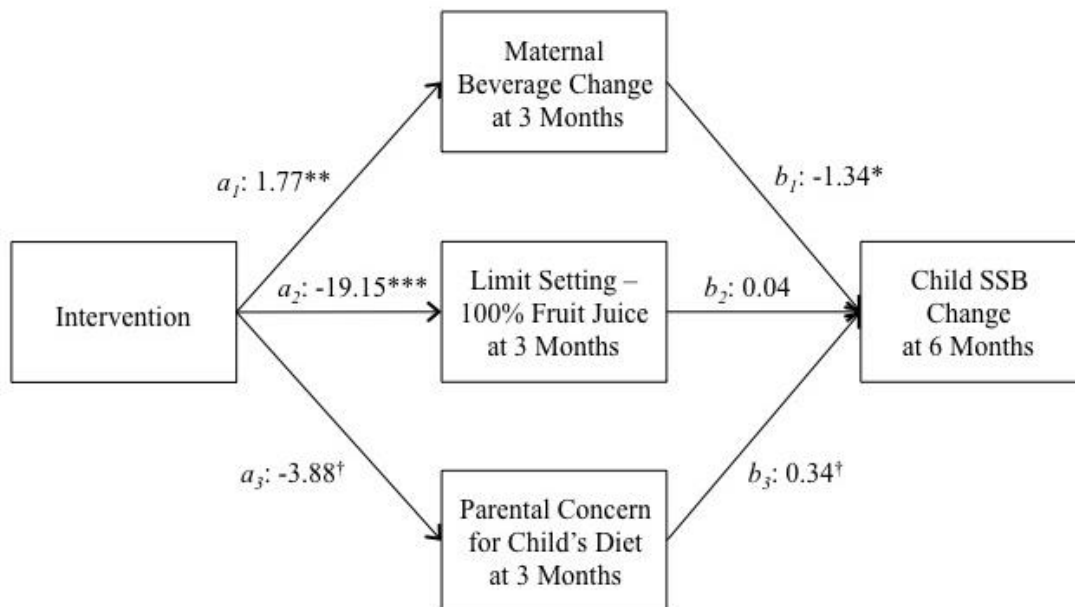 Maternal
Beverage Change
at 3 Months
a1: 1.77**
b1: -1.34*
Intervention
a2: -19.15***
Limit Setting –
100% Fruit Juice
at 3 Months
b2: 0.04
Child SSB
Change
at 6 Months
a3: -3.88†
b3: 0.34†
Parental Concern
for Child’s Diet
at 3 Months